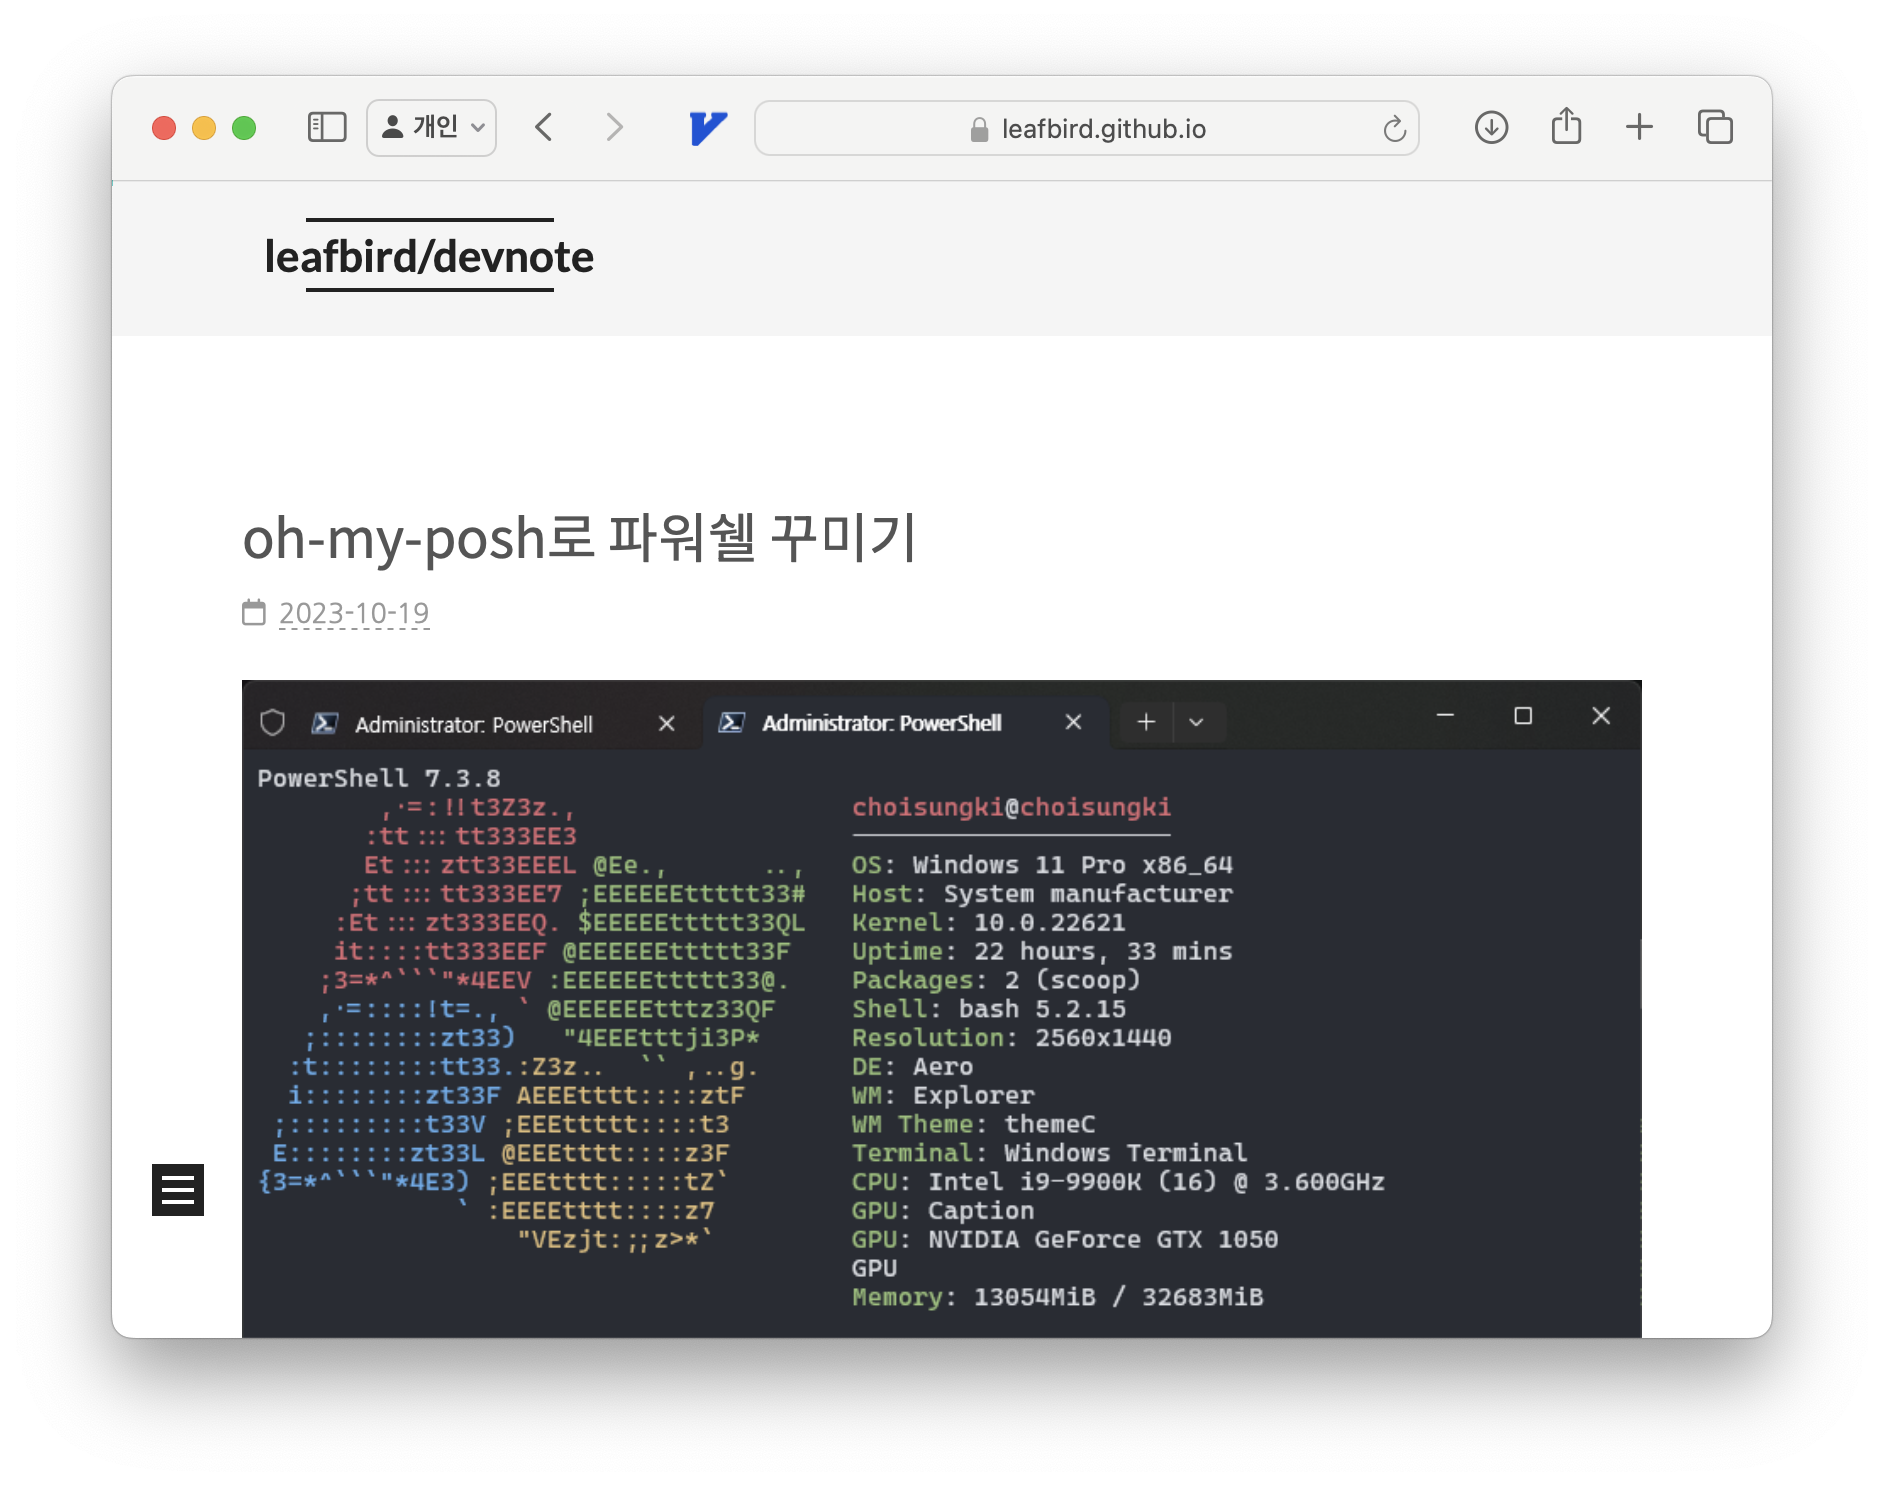 개인
leafbird.github.io
leafbird/devnote
oh-my-posh로 파워쉘 꾸미기
2023-10-19
Administrator: PowerShell
Administrator: PowerShell
PowerShell 7.3.8
,·=:!!t3Z3z.,                  choisungki@choisungki
:tt:::tt333EE3
Et:::ztt33EEEL @Ee.,      ..,   OS: Windows 11 Pro x86_64
;tt:::tt333EE7 ;EEEEEEttttt33#   Host: System manufacturer
:Et:::zt333EEQ. $EEEEEttttt33QL   Kernel: 10.0.22621
it::::tt333EEF @EEEEEEttttt33F   Uptime: 22 hours, 33 mins
;3=*^```"*4EEV :EEEEEEttttt33@.   Packages: 2 (scoop)
,·=::::!t=., ` @EEEEEEtttz33QF   Shell: bash 5.2.15
;::::::::zt33)   "4EEEtttji3P*   Resolution: 2560x1440
:t::::::::tt33.:Z3z..  `` ,..g.   DE: Aero
i::::::::zt33F AEEEtttt::::ztF   WM: Explorer
;:::::::::t33V ;EEEttttt::::t3   WM Theme: themeC
E::::::::zt33L @EEEtttt::::z3F   Terminal: Windows Terminal
{3=*^```"*4E3) ;EEEtttt:::::tZ`   CPU: Intel i9-9900K (16) @ 3.600GHz
` :EEEEtttt::::z7   GPU: Caption
"VEzjt:;;z>*`   GPU: NVIDIA GeForce GTX 1050
GPU
Memory: 13054MiB / 32683MiB